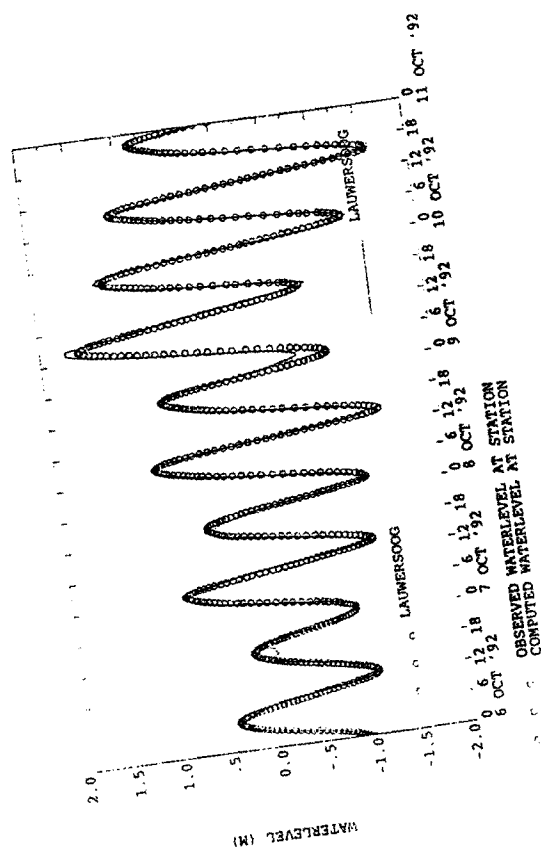 WATERLEVEL (M)
2.0
1.5
1.0
.5
0.0
-.5
-1.0
-1.5
-2.0
0 6 12 18 0 6 12 18 0 6 12 18 0 6 12 18 0 6 12 18 0
6 OCT '92 7 OCT '92 8 OCT '92 9 OCT '92 10 OCT '92 11 OCT '92
LAUWERSOOG
LAUWERSOOG
OBSERVED WATERLEVEL AT STATION
COMPUTED WATERLEVEL AT STATION